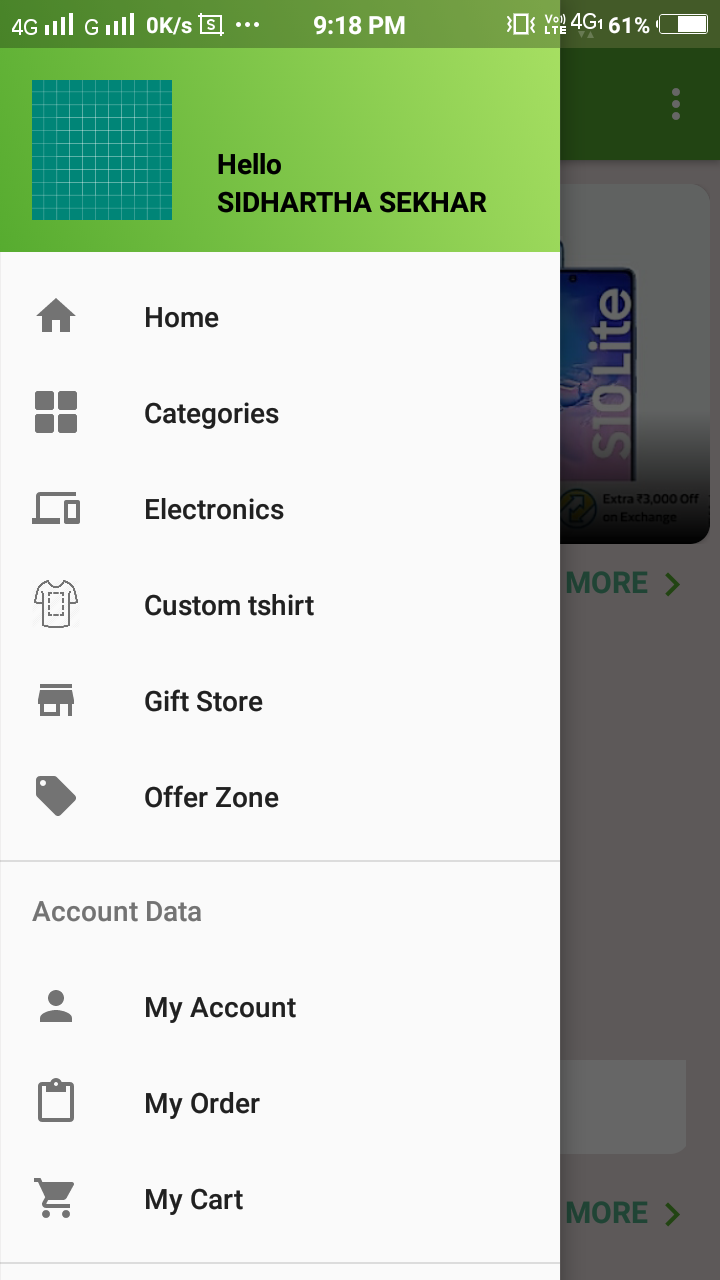 4G G 0K/s S 9:18 PM Vo) LTE 4G1 61%
Hello
SIDHARTHA SEKHAR
Home
Categories
Electronics
Custom tshirt
Gift Store
Offer Zone
Account Data
My Account
My Order
My Cart
S10 Lite
Extra ₹3,000 Off
on Exchange
MORE
MORE